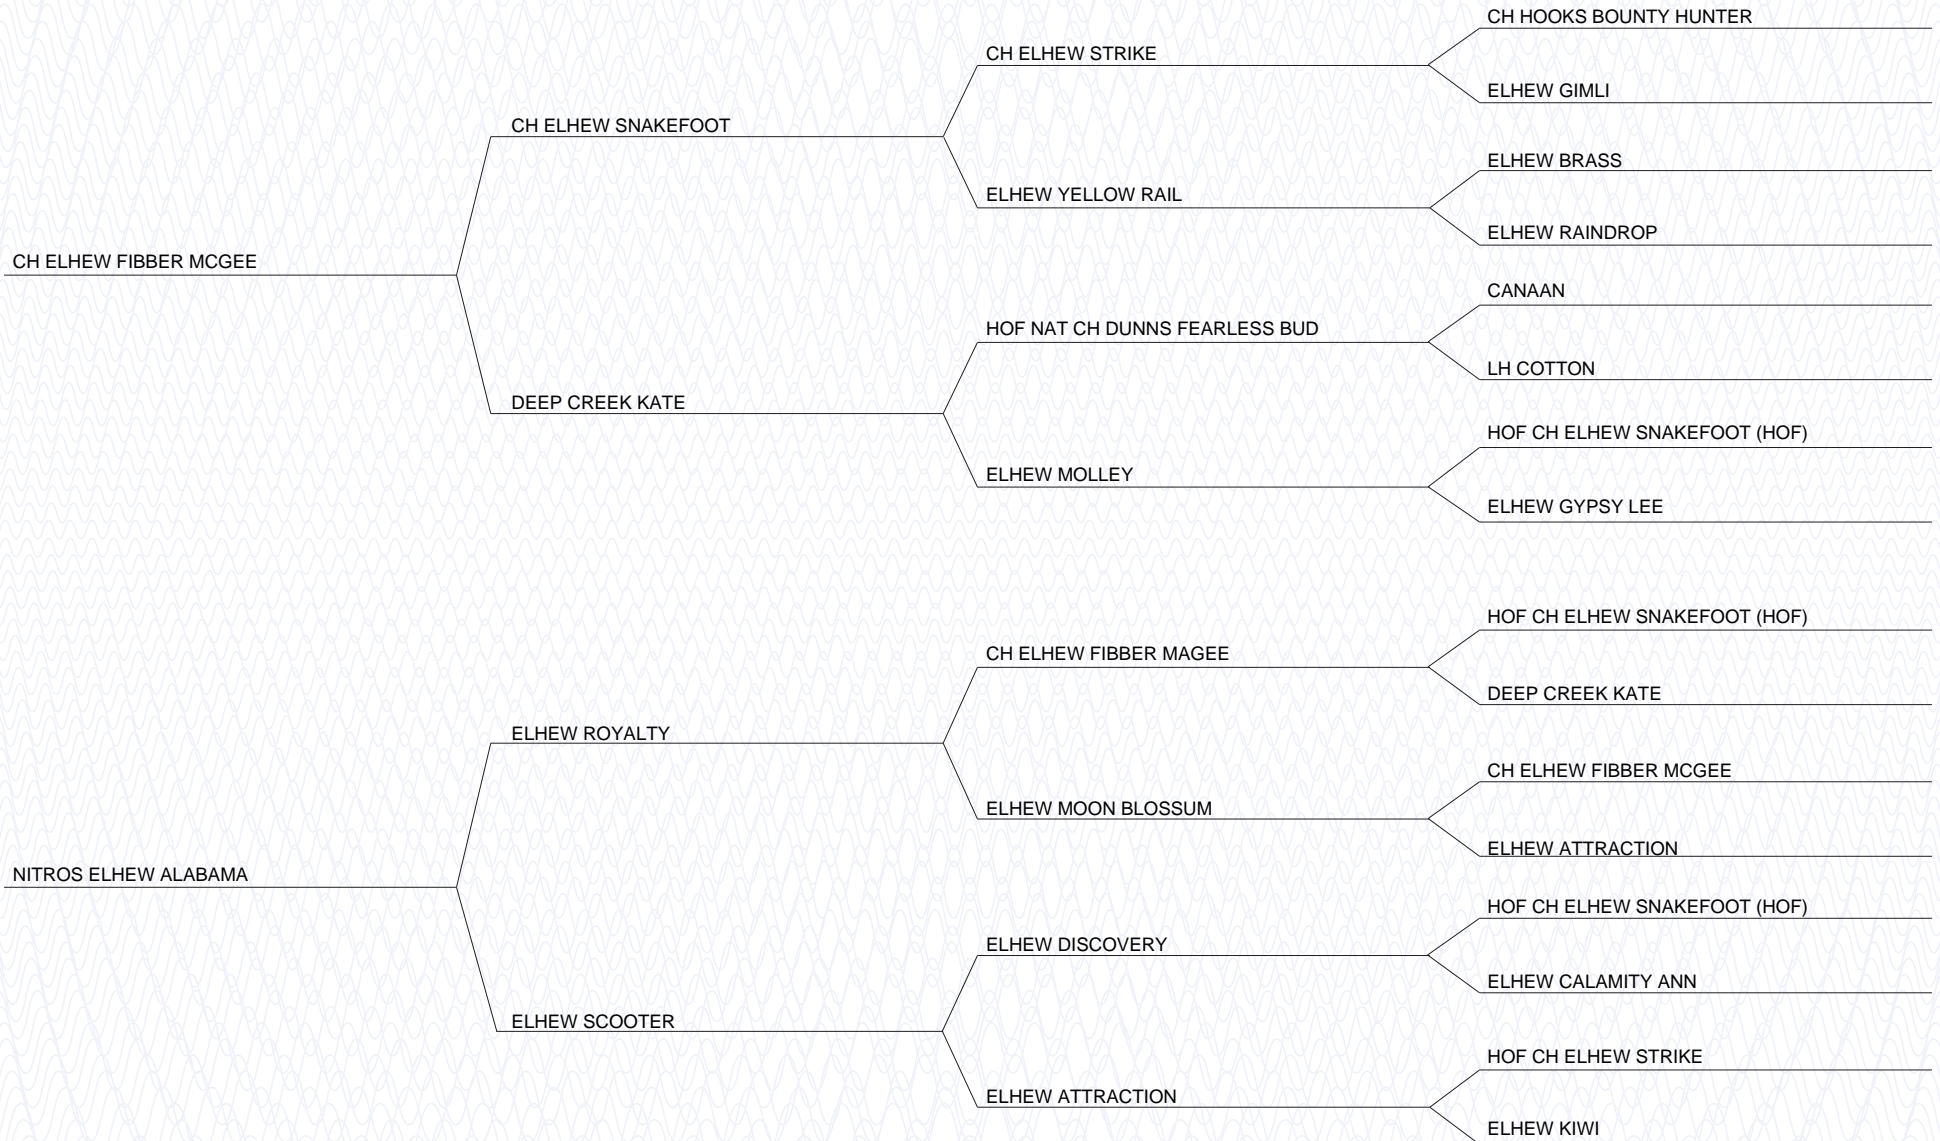 CH HOOKS BOUNTY HUNTER
CH ELHEW STRIKE
ELHEW GIMLI
CH ELHEW SNAKEFOOT
ELHEW BRASS
ELHEW YELLOW RAIL
ELHEW RAINDROP
CH ELHEW FIBBER MCGEE
CANAAN
HOF NAT CH DUNNS FEARLESS BUD
LH COTTON
DEEP CREEK KATE
HOF CH ELHEW SNAKEFOOT (HOF)
ELHEW MOLLEY
ELHEW GYPSY LEE
HOF CH ELHEW SNAKEFOOT (HOF)
CH ELHEW FIBBER MAGEE
DEEP CREEK KATE
ELHEW ROYALTY
CH ELHEW FIBBER MCGEE
ELHEW MOON BLOSSUM
ELHEW ATTRACTION
NITROS ELHEW ALABAMA
HOF CH ELHEW SNAKEFOOT (HOF)
ELHEW DISCOVERY
ELHEW CALAMITY ANN
ELHEW SCOOTER
HOF CH ELHEW STRIKE
ELHEW ATTRACTION
ELHEW KIWI